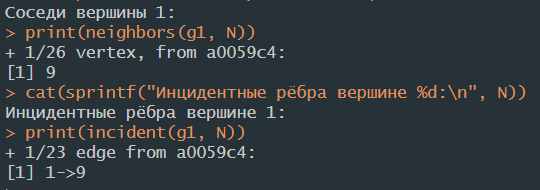 Соседи вершины 1:
> print(neighbors(g1, N))
+ 1/26 vertex, from a0059c4:
[1] 9
> cat(sprintf("Инцидентные рёбра вершине %d:\n", N))
Инцидентные рёбра вершине 1:
> print(incident(g1, N))
+ 1/23 edge from a0059c4:
[1] 1->9